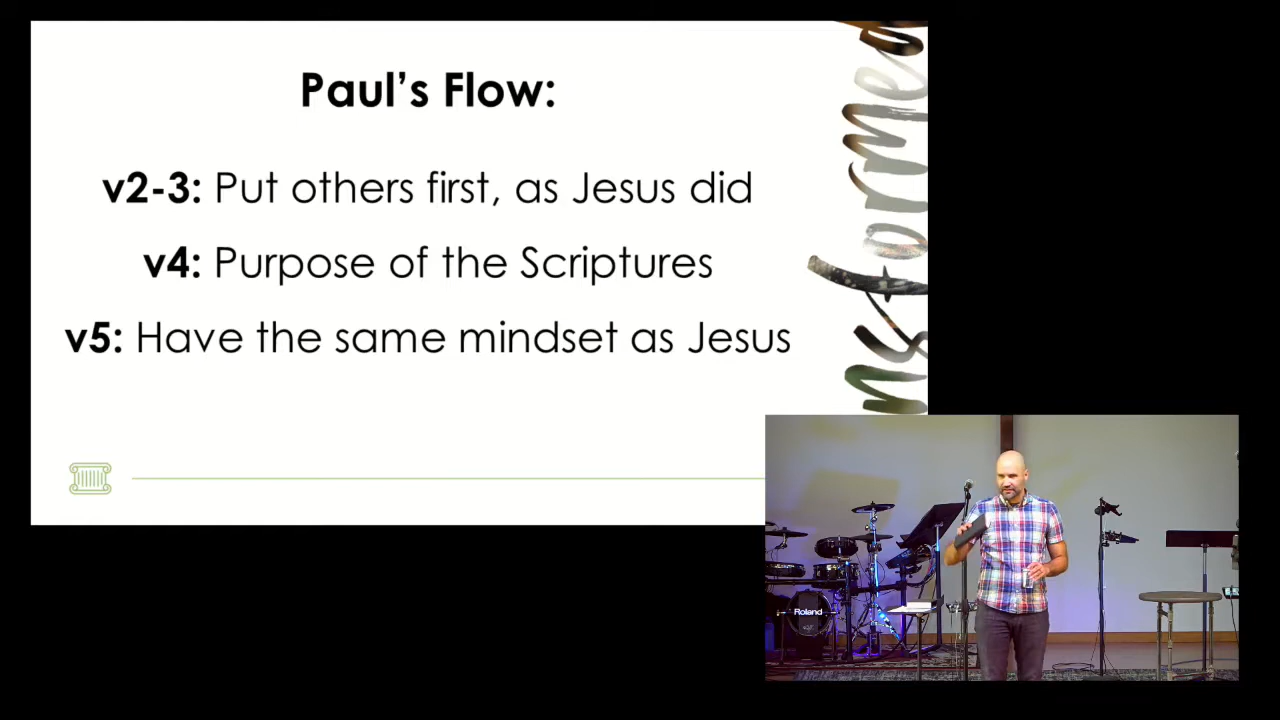 Paul's Flow:
v2-3: Put others first, as Jesus did
v4: Purpose of the Scriptures
v5: Have the same mindset as Jesus
nsformed
Roland